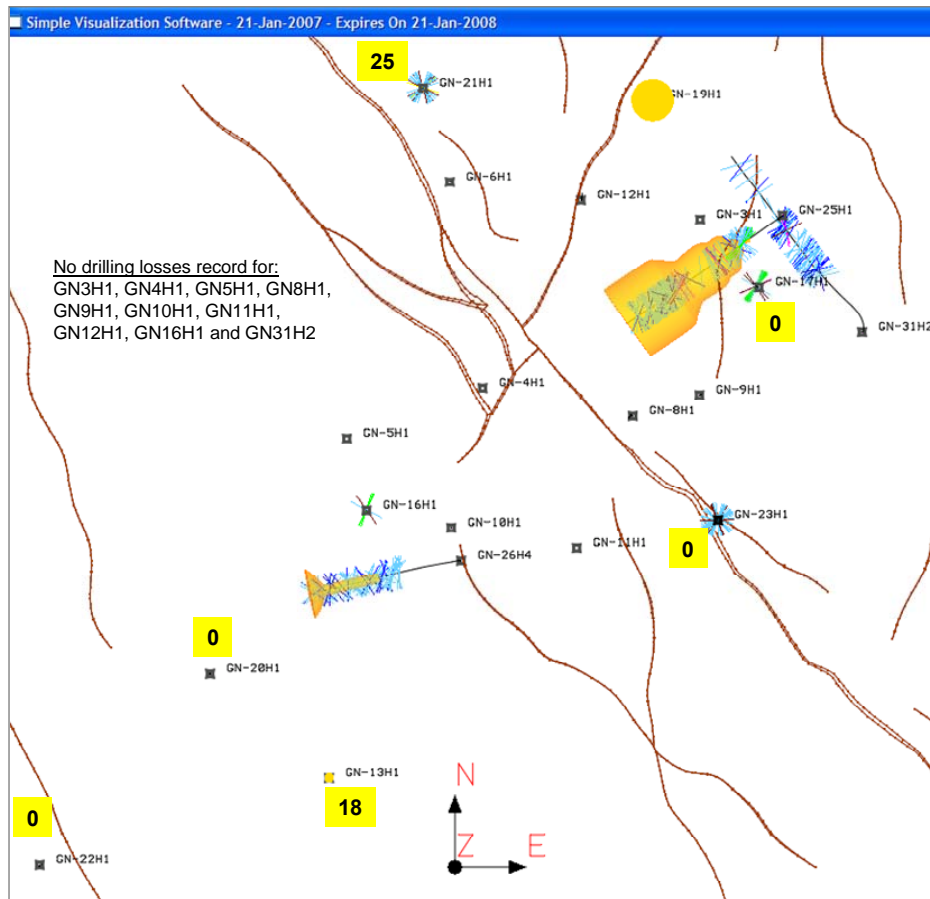 Simple Visualization Software - 21-Jan-2007 - Expires On 21-Jan-2008
25
GN-21H1
GN-19H1
GN-6H1
GN-12H1
GN-3H1
GN-25H1
No drilling losses record for:
GN3H1, GN4H1, GN5H1, GN8H1,
GN9H1, GN10H1, GN11H1,
GN12H1, GN16H1 and GN31H2
GN-17H1
0
GN-31H2
GN-4H1
GN-9H1
GN-8H1
GN-5H1
GN-16H1
GN-23H1
GN-10H1
GN-11H1
0
GN-26H4
0
GN-20H1
GN-13H1
N
18
0
Z
E
GN-22H1